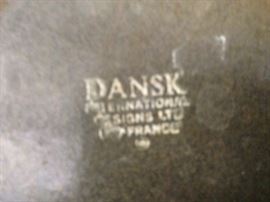 DANSK
INTERNATIONAL
DESIGNS LTD
FRANCE